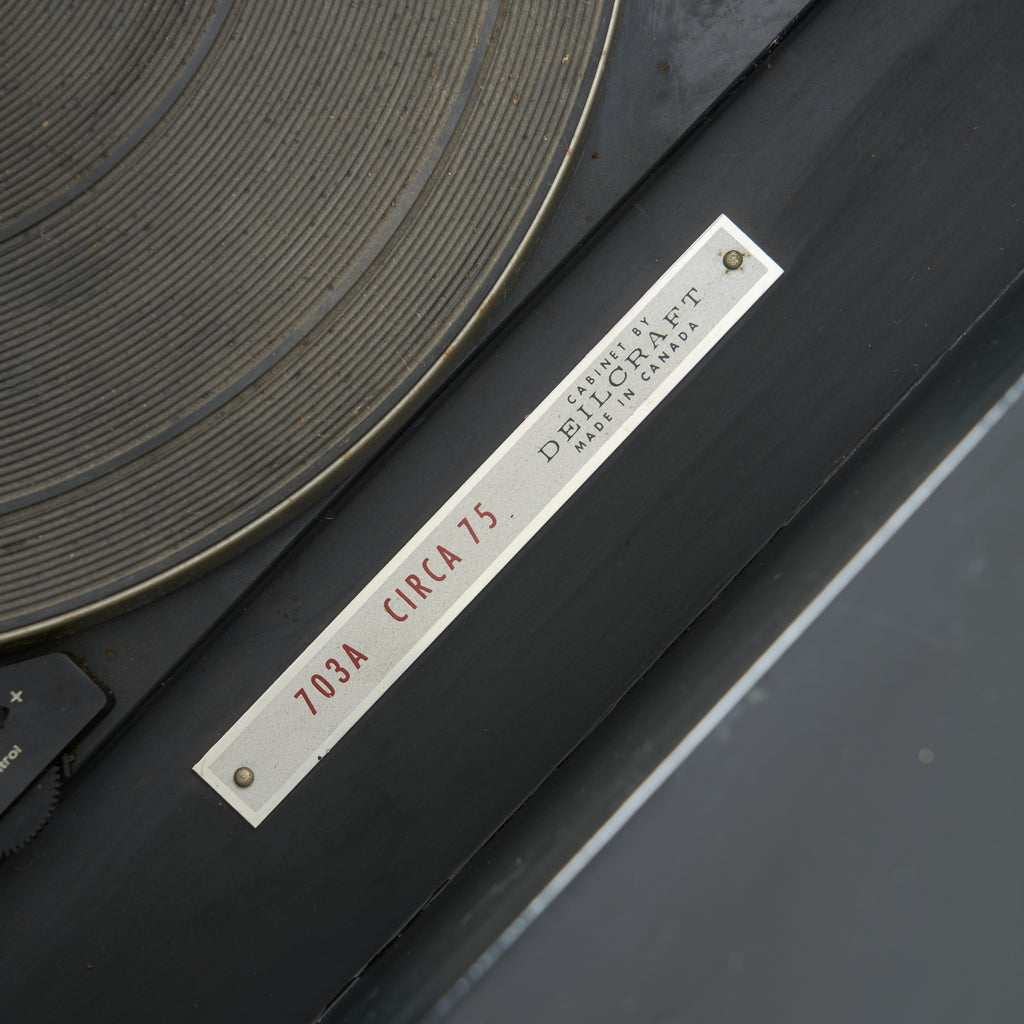 703A CIRCA 75
CABINET BY
DEILCRAFT
MADE IN CANADA
+